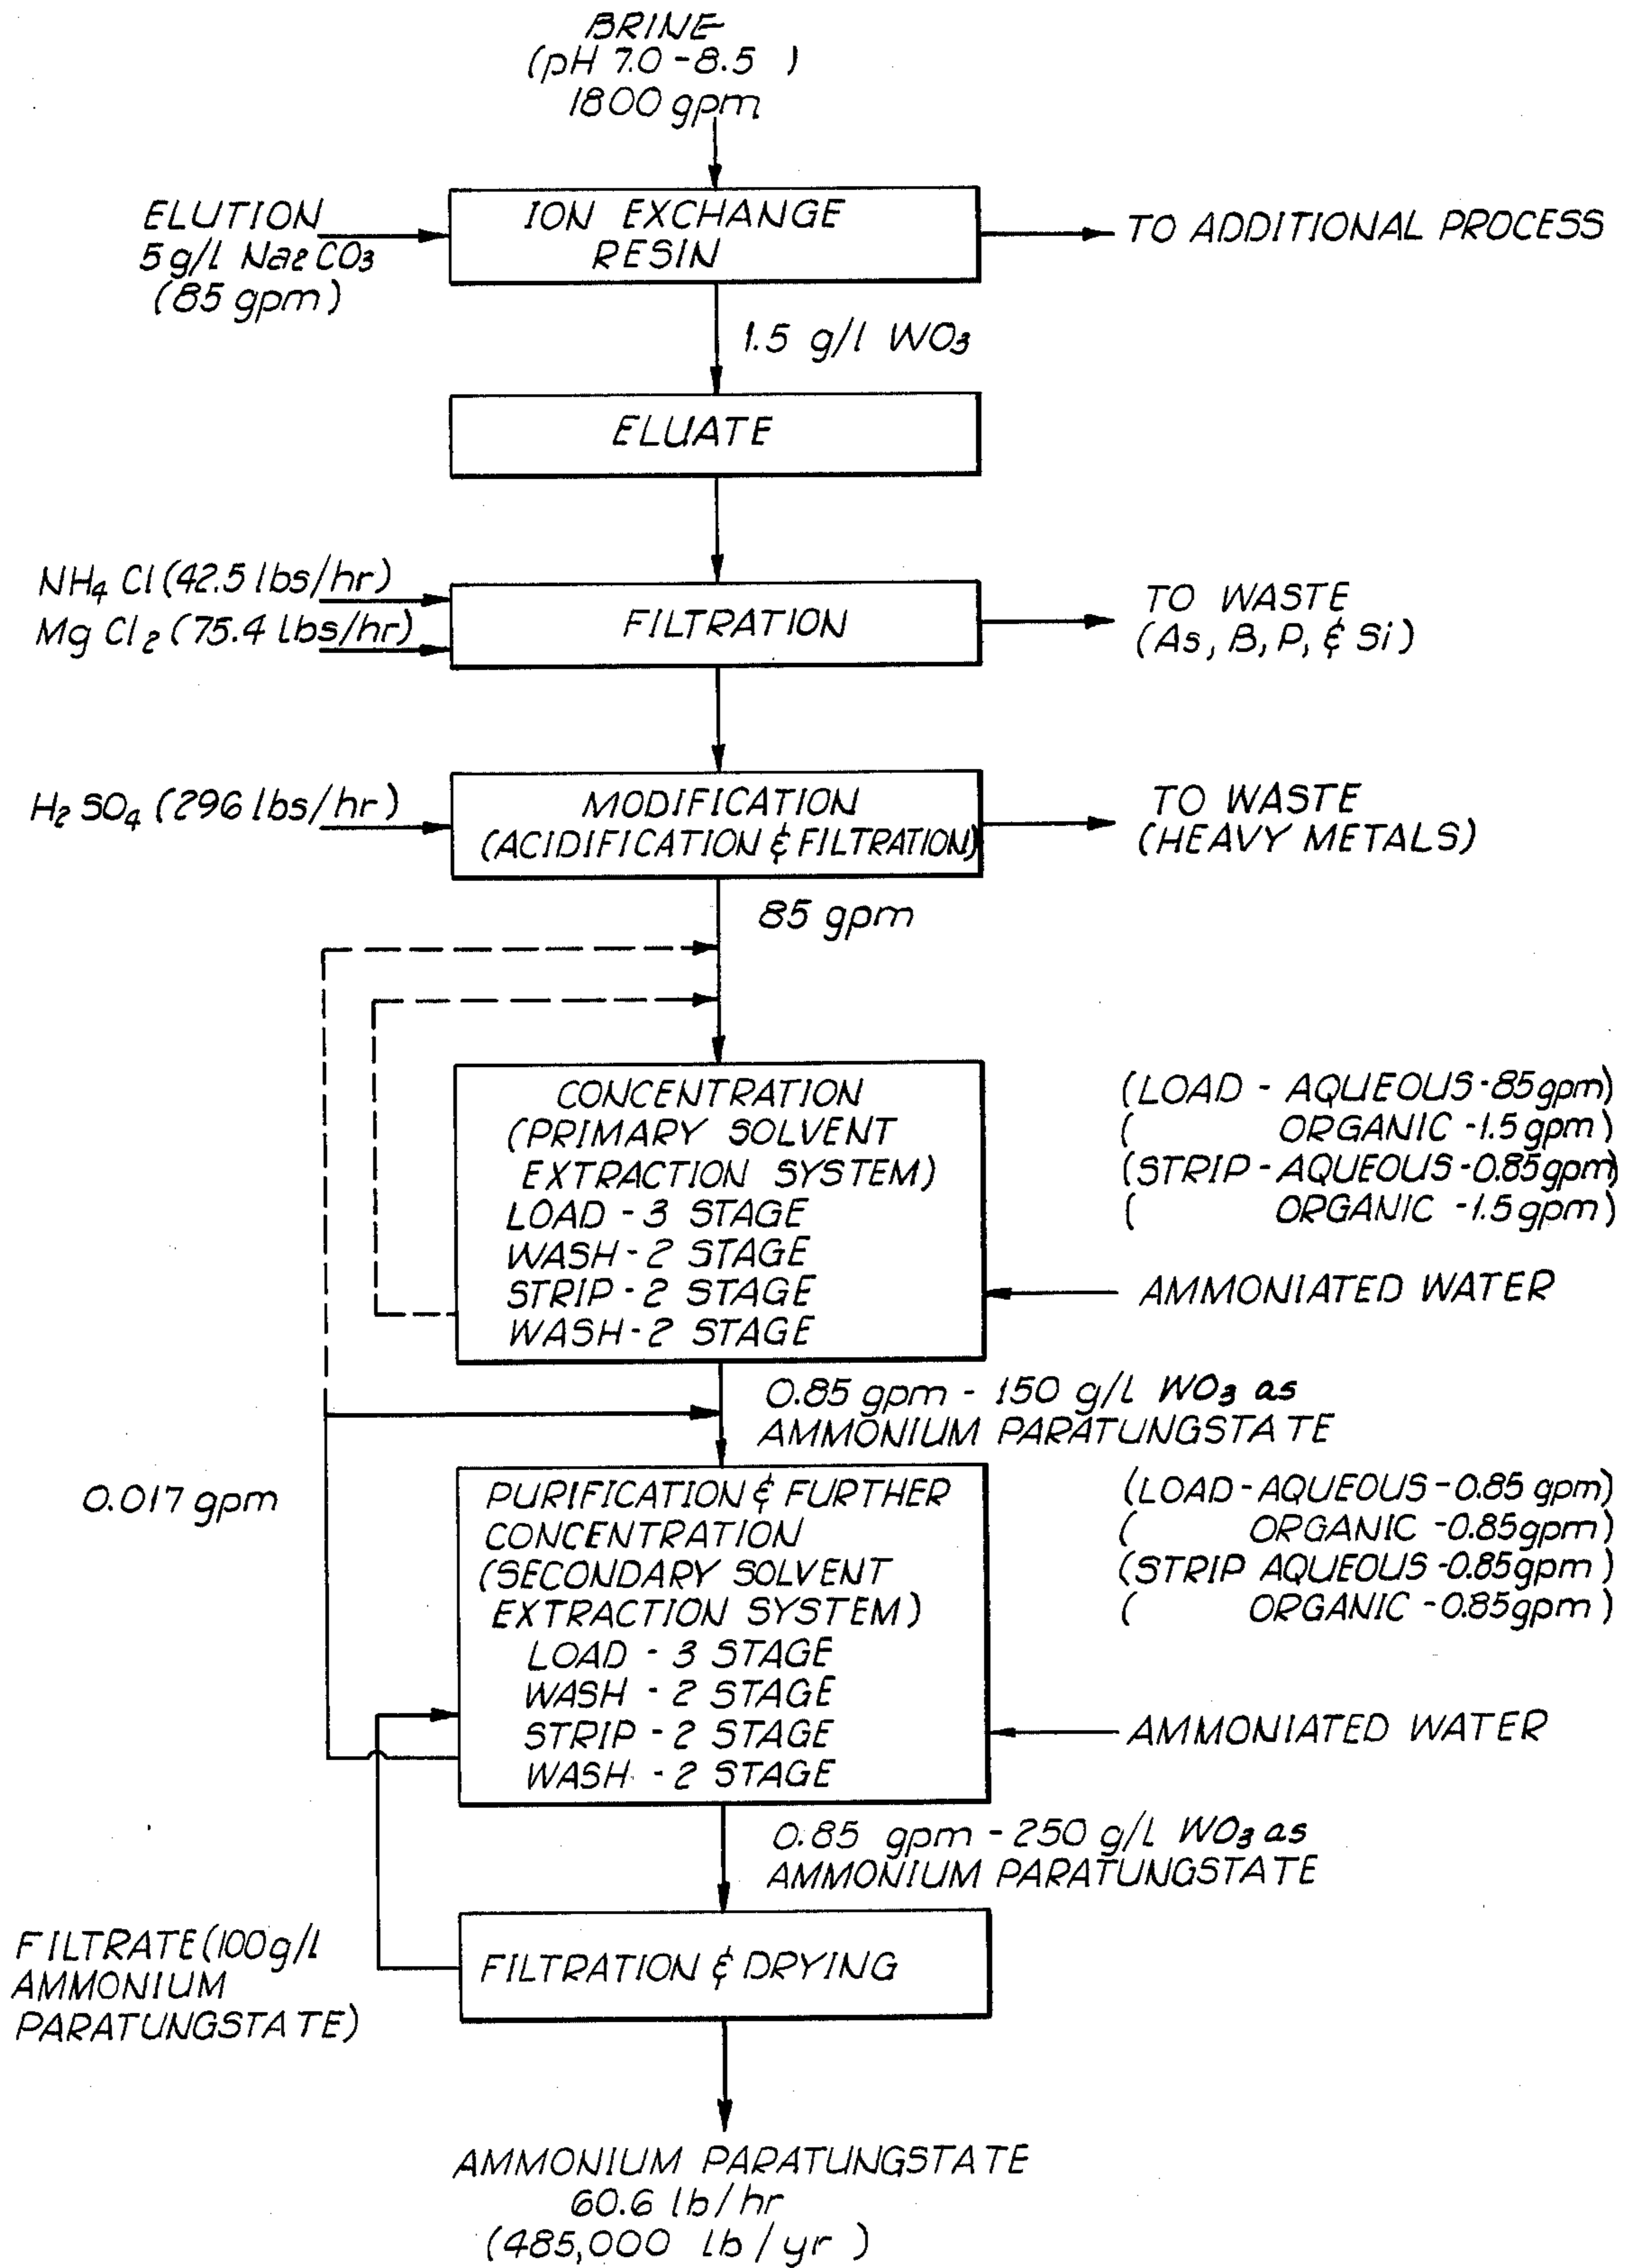 BRINE
(pH 7.0-8.5 )
1800 gpm
ELUTION
5 g/l Na2CO3
(85 gpm)
ION EXCHANGE
RESIN
TO ADDITIONAL PROCESS
1.5 g/l WO3
ELUATE
NH4 Cl (42.5 lbs/hr)
Mg Cl2 (75.4 lbs/hr)
FILTRATION
TO WASTE
(As, B, P, & Si)
H2 SO4 (296 lbs/hr)
MODIFICATION
(ACIDIFICATION & FILTRATION)
TO WASTE
(HEAVY METALS)
85 gpm
CONCENTRATION
(PRIMARY SOLVENT
EXTRACTION SYSTEM)
LOAD - 3 STAGE
WASH - 2 STAGE
STRIP - 2 STAGE
WASH - 2 STAGE
(LOAD - AQUEOUS - 85 gpm)
( ORGANIC - 1.5 gpm)
(STRIP - AQUEOUS - 0.85 gpm)
( ORGANIC - 1.5 gpm)
AMMONIATED WATER
0.85 gpm - 150 g/l WO3 as
AMMONIUM PARATUNGSTATE
0.017 gpm
PURIFICATION & FURTHER
CONCENTRATION
(SECONDARY SOLVENT
EXTRACTION SYSTEM)
LOAD - 3 STAGE
WASH - 2 STAGE
STRIP - 2 STAGE
WASH - 2 STAGE
(LOAD - AQUEOUS - 0.85 gpm)
( ORGANIC - 0.85 gpm)
(STRIP AQUEOUS - 0.85 gpm)
( ORGANIC - 0.85 gpm)
AMMONIATED WATER
0.85 gpm - 250 g/l WO3 as
AMMONIUM PARATUNGSTATE
FILTRATE (100 g/l
AMMONIUM
PARATUNGSTATE)
FILTRATION & DRYING
AMMONIUM PARATUNGSTATE
60.6 lb/hr
(485,000 lb/yr )